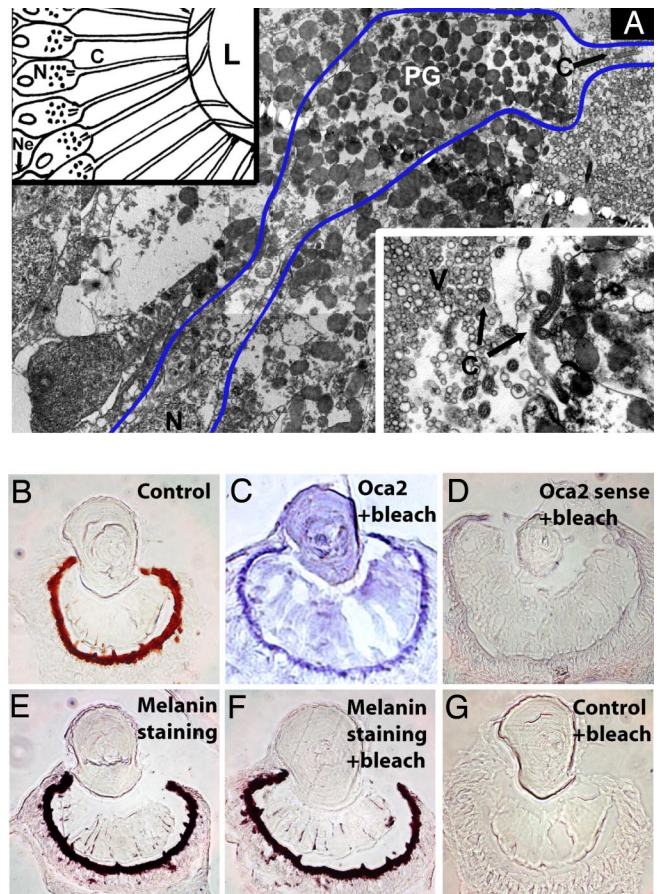 A
L
C
N
Ne
PG
C
N
V
C
B
Control
C
Oca2
+bleach
D
Oca2 sense
+bleach
E
Melanin
staining
F
Melanin
staining
+bleach
G
Control
+bleach